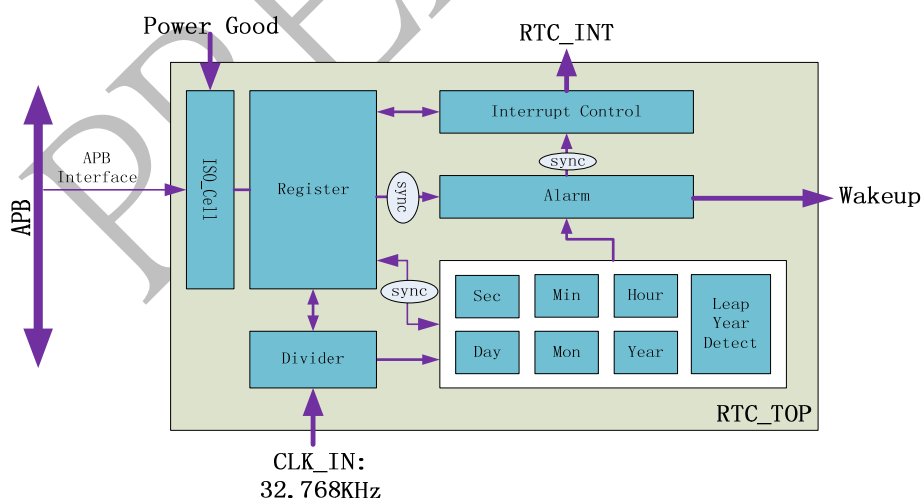 Power Good
RTC_INT
APB
APB
Interface
ISO_Cell
Register
Interrupt Control
sync
sync
Alarm
Wakeup
sync
Sec
Min
Hour
Leap
Year
Detect
Day
Mon
Year
Divider
RTC_TOP
CLK_IN:
32.768KHz